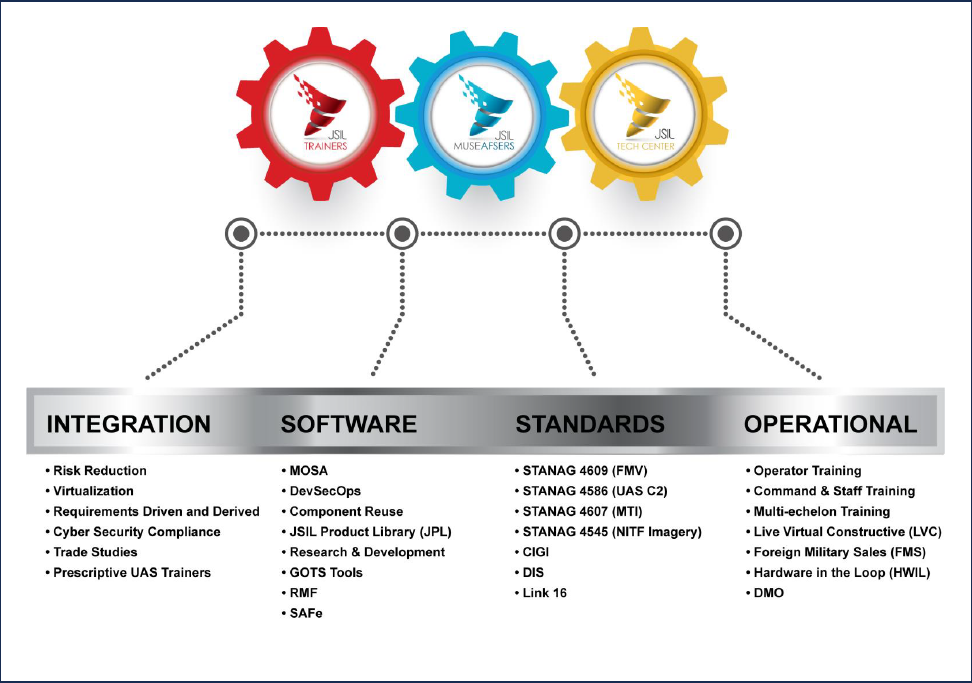 JSIL
TRAINERS
JSIL
MUSEAFSERS
JSIL
TECH CENTER
INTEGRATION
• Risk Reduction
• Virtualization
• Requirements Driven and Derived
• Cyber Security Compliance
• Trade Studies
• Prescriptive UAS Trainers
SOFTWARE
• MOSA
• DevSecOps
• Component Reuse
• JSIL Product Library (JPL)
• Research & Development
• GOTS Tools
• RMF
• SAFe
STANDARDS
• STANAG 4609 (FMV)
• STANAG 4586 (UAS C2)
• STANAG 4607 (MTI)
• STANAG 4545 (NITF Imagery)
• CIGI
• DIS
• Link 16
OPERATIONAL
• Operator Training
• Command & Staff Training
• Multi-echelon Training
• Live Virtual Constructive (LVC)
• Foreign Military Sales (FMS)
• Hardware in the Loop (HWIL)
• DMO